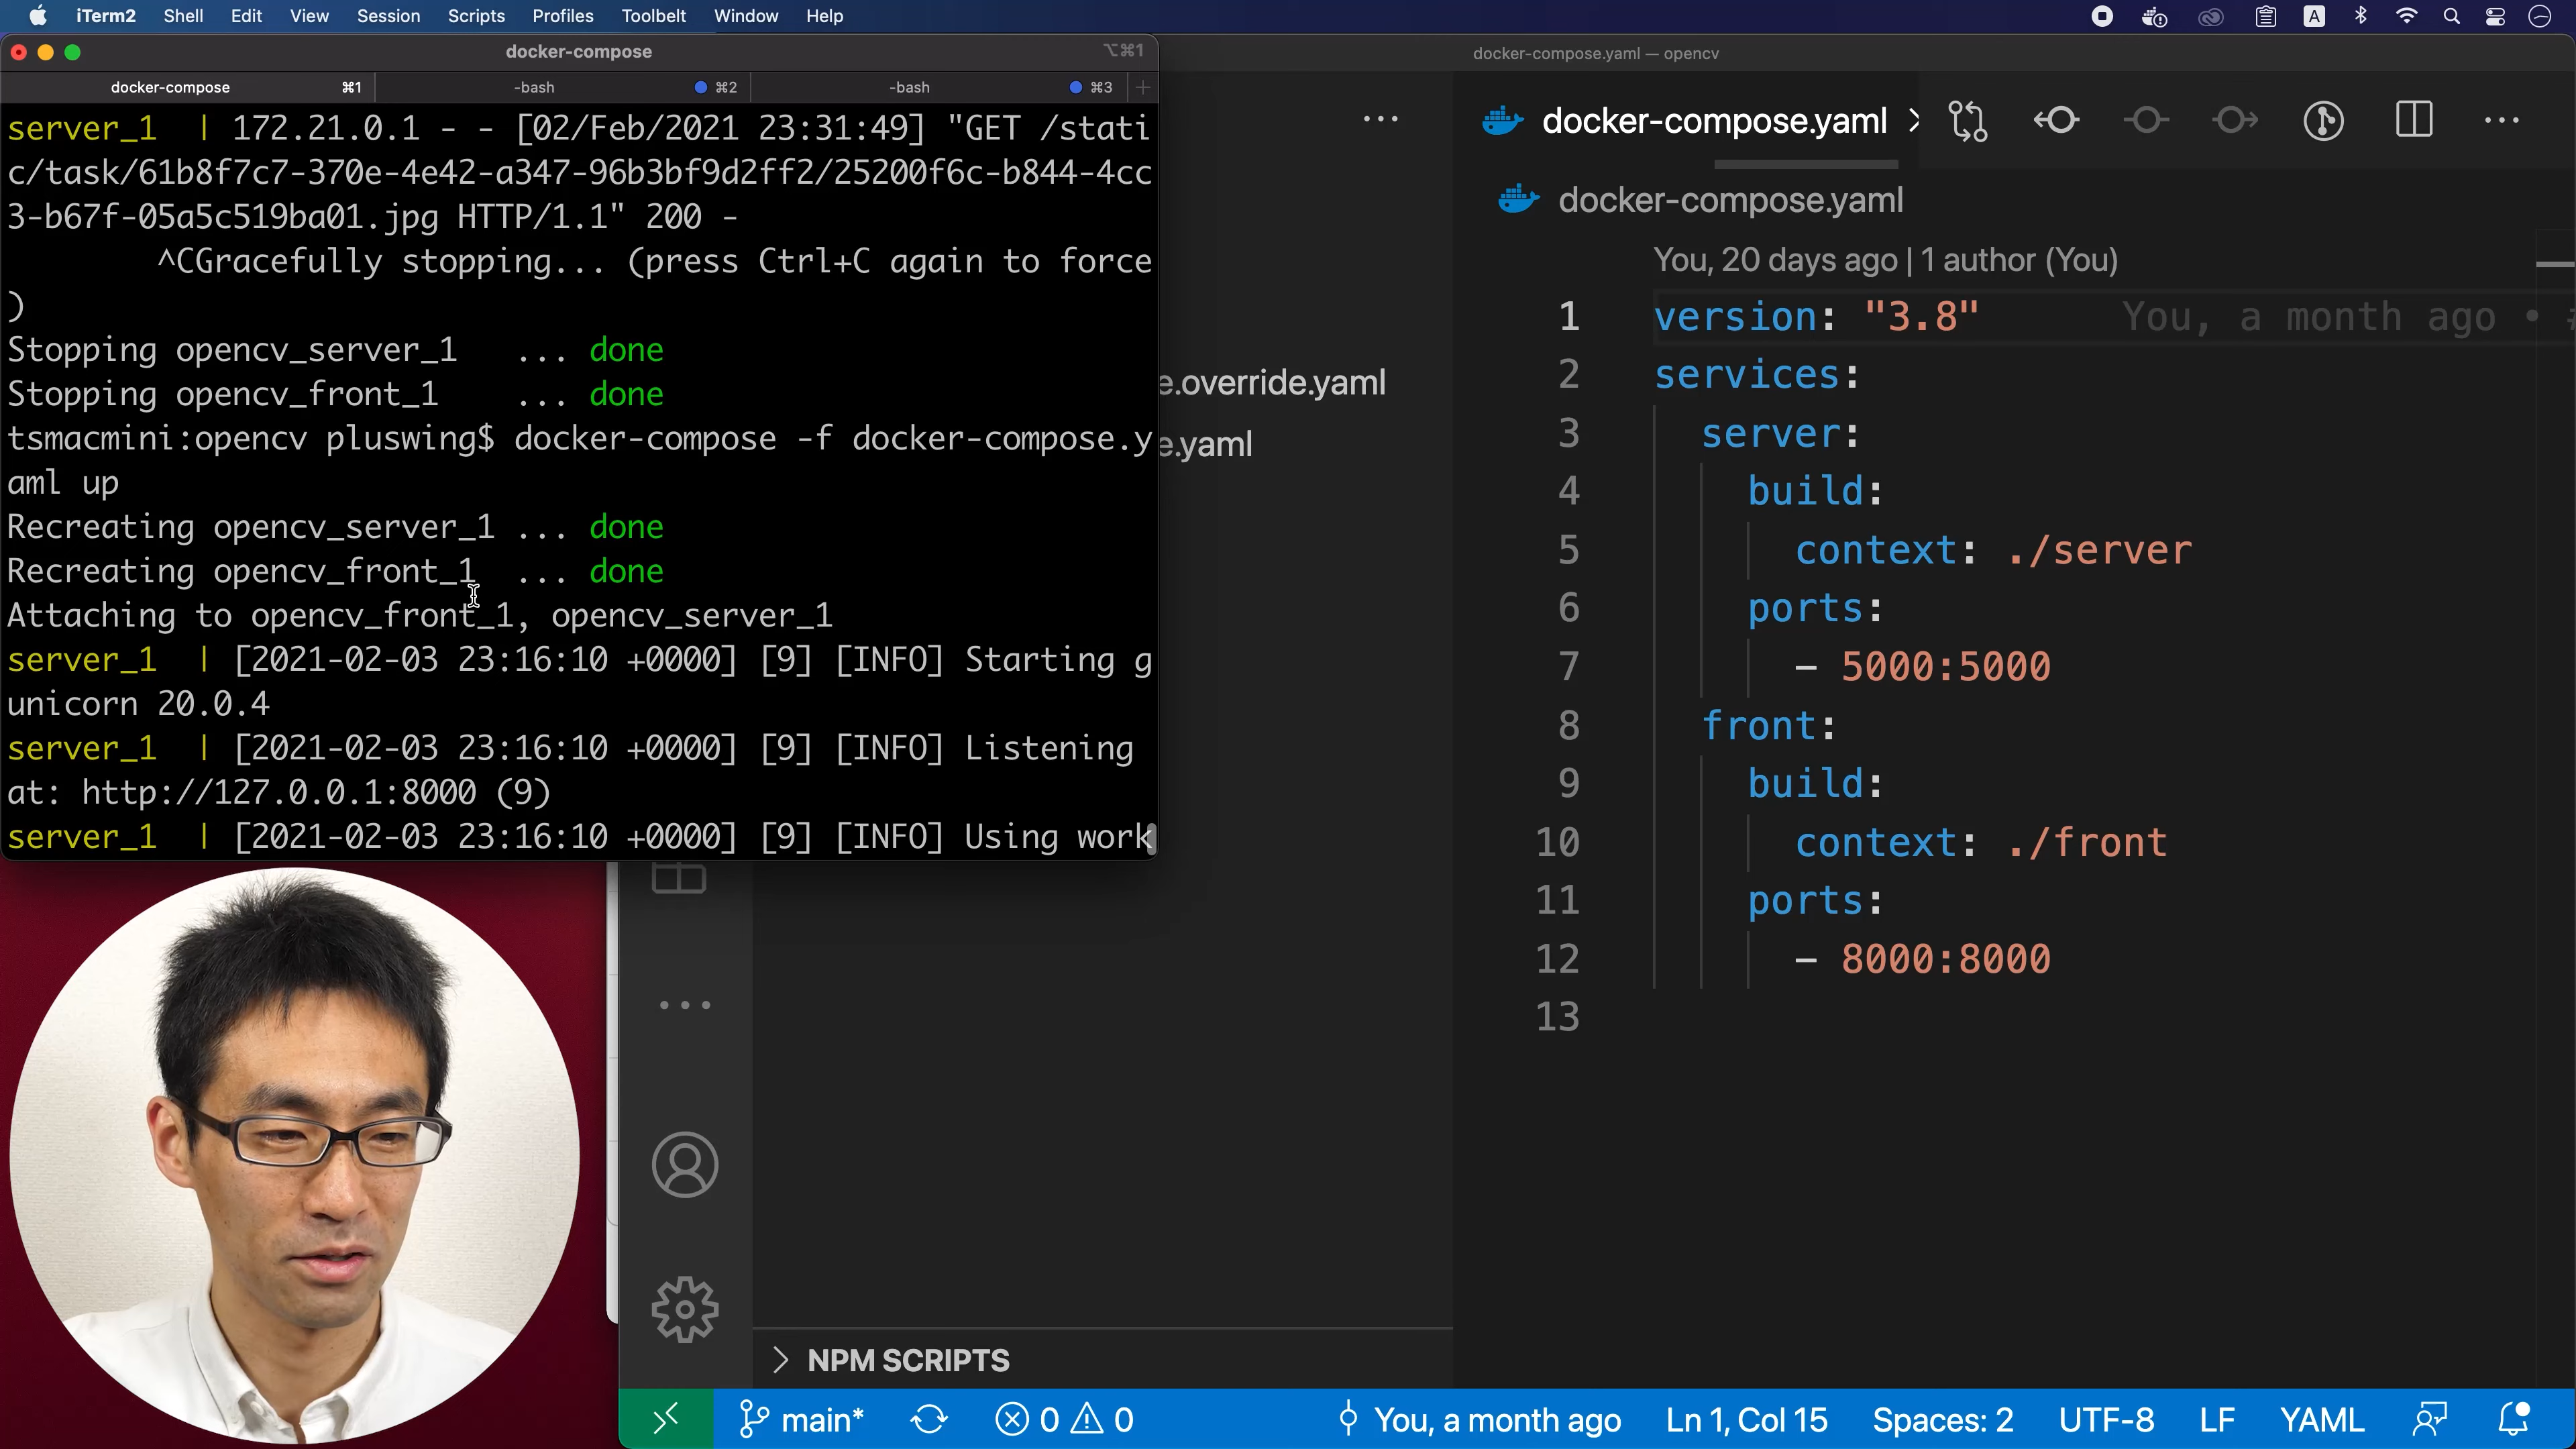 iTerm2 Shell Edit View Session Scripts Profiles Toolbelt Window Help
A
docker-compose ⌥⌘1
docker-compose ⌘1 -bash ⌘2 -bash ⌘3 +
server_1 | 172.21.0.1 - - [02/Feb/2021 23:31:49] "GET /stati
c/task/61b8f7c7-370e-4e42-a347-96b3bf9d2ff2/25200f6c-b844-4cc
3-b67f-05a5c519ba01.jpg HTTP/1.1" 200 -
^CGracefully stopping... (press Ctrl+C again to force
)
Stopping opencv_server_1 ... done
Stopping opencv_front_1 ... done
tsmacmini:opencv pluswing$ docker-compose -f docker-compose.y
aml up
Recreating opencv_server_1 ... done
Recreating opencv_front_1 ... done
Attaching to opencv_front_1, opencv_server_1
server_1 | [2021-02-03 23:16:10 +0000] [9] [INFO] Starting g
unicorn 20.0.4
server_1 | [2021-02-03 23:16:10 +0000] [9] [INFO] Listening
at: http://127.0.0.1:8000 (9)
server_1 | [2021-02-03 23:16:10 +0000] [9] [INFO] Using work
docker-compose.yaml — opencv
e.override.yaml
e.yaml
NPM SCRIPTS
docker-compose.yaml
docker-compose.yaml
You, 20 days ago | 1 author (You)
1 version: "3.8" You, a month ago •
2 services:
3 server:
4 build:
5 context: ./server
6 ports:
7 - 5000:5000
8 front:
9 build:
10 context: ./front
11 ports:
12 - 8000:8000
13
main* 0 0 You, a month ago Ln 1, Col 15 Spaces: 2 UTF-8 LF YAML